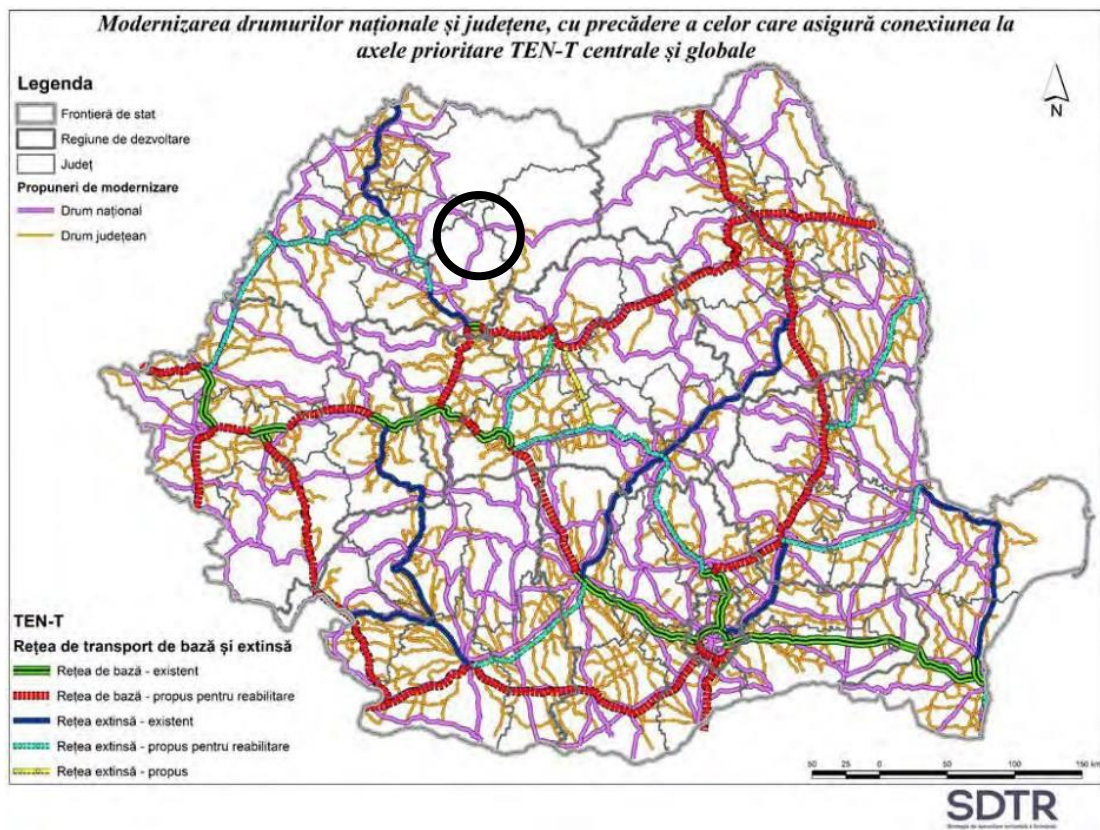 Modernizarea drumurilor naționale și județene, cu precădere a celor care asigură conexiunea la
axele prioritare TEN-T centrale și globale
Legenda
Frontieră de stat
Regiune de dezvoltare
Județ
Propuneri de modernizare
Drum național
Drum județean
N
TEN-T
Rețea de transport de bază și extinsă
Rețea de bază - existent
Rețea de bază - propus pentru reabilitare
Rețea extinsă - existent
Rețea extinsă - propus pentru reabilitare
Rețea extinsă - propus
50 25 0 50 100 150 km
SDTR